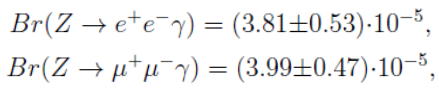 Br(Z → e⁺e⁻γ) = (3.81±0.53)·10⁻⁵,
Br(Z → μ⁺μ⁻γ) = (3.99±0.47)·10⁻⁵,